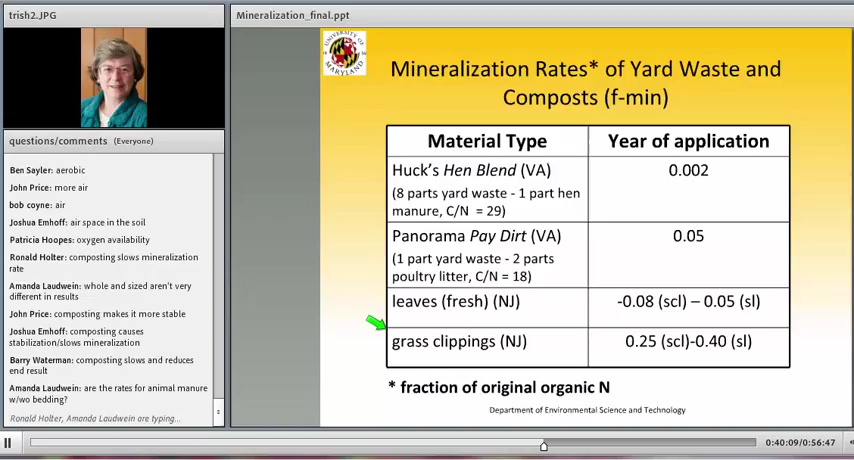 trish2.JPG
Mineralization_final.ppt
questions/comments (Everyone)
Ben Sayler: aerobic
John Price: more air
bob coyne: air
Joshua Emhoff: air space in the soil
Patricia Hoopes: oxygen availability
Ronald Holter: composting slows mineralization
rate
Amanda Laudwein: whole and sized aren't very
different in results
John Price: composting makes it more stable
Joshua Emhoff: composting causes
stabilization/slows mineralization
Barry Waterman: composting slows and reduces
end result
Amanda Laudwein: are the rates for animal manure
w/wo bedding?
Ronald Holter, Amanda Laudwein are typing...
UNIVERSITY OF
MARYLAND
Mineralization Rates* of Yard Waste and
Composts (f-min)
Material Type Year of application
Huck's Hen Blend (VA) 0.002
(8 parts yard waste - 1 part hen
manure, C/N = 29)
Panorama Pay Dirt (VA) 0.05
(1 part yard waste - 2 parts
poultry litter, C/N = 18)
leaves (fresh) (NJ) -0.08 (scl) – 0.05 (sl)
grass clippings (NJ) 0.25 (scl)-0.40 (sl)
* fraction of original organic N
Department of Environmental Science and Technology
0:40:09/0:56:47